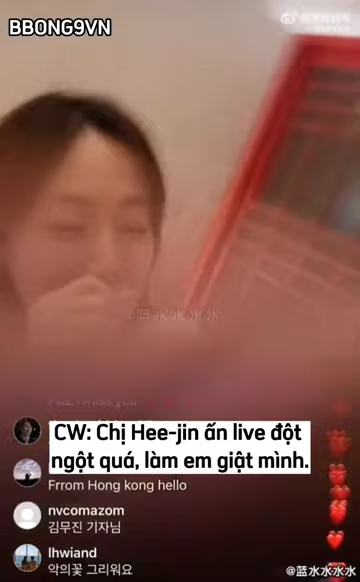 BBONG9VN
CW: Chị Hee-jin ấn live đột
ngột quá, làm em giật mình.
Frrom Hong kong hello
nvcomazom
김무진 기자님
lhwiand
악의꽃 그리워요
@蓝水水水水